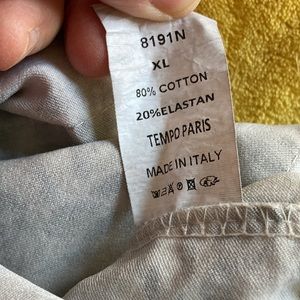 8191N
XL
80% COTTON
20%ELASTAN
TEMPO PARIS
MADE IN ITALY